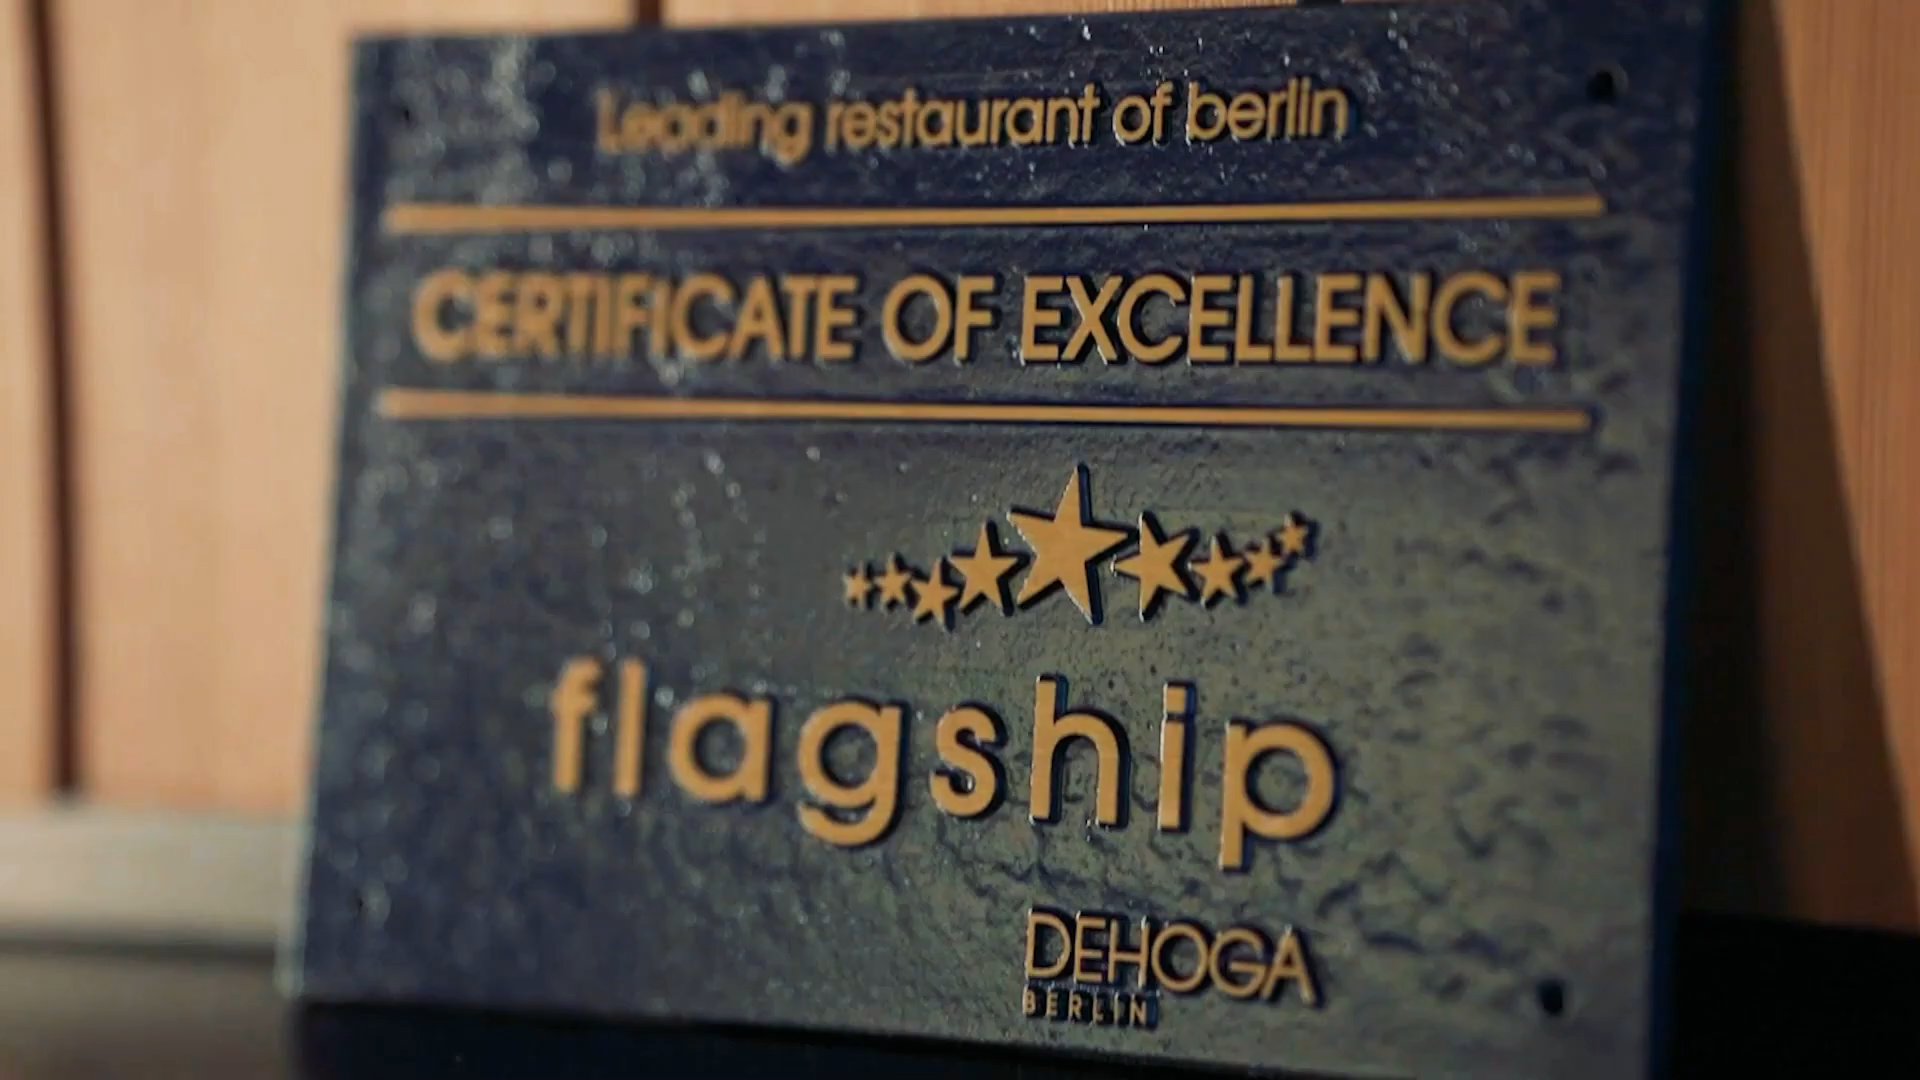 Leading restaurant of berlin
CERTIFICATE OF EXCELLENCE
flagship
DEHOGA
BERLIN